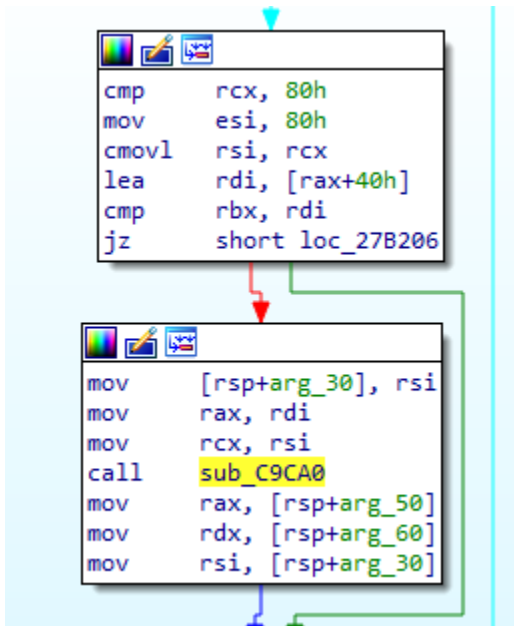 cmp rcx, 80h
mov esi, 80h
cmovl rsi, rcx
lea rdi, [rax+40h]
cmp rbx, rdi
jz short loc_27B206
mov [rsp+arg_30], rsi
mov rax, rdi
mov rcx, rsi
call sub_C9CA0
mov rax, [rsp+arg_50]
mov rdx, [rsp+arg_60]
mov rsi, [rsp+arg_30]